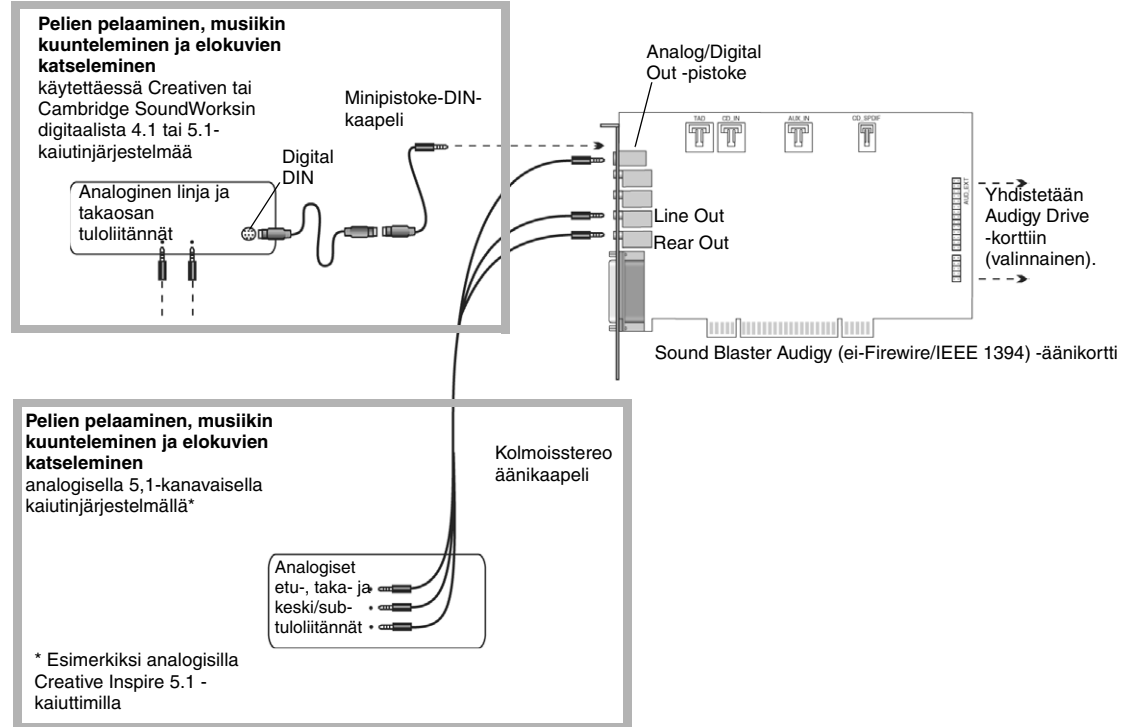 Pelien pelaaminen, musiikin
kuunteleminen ja elokuvien
katseleminen
käytettäessä Creativen tai
Cambridge SoundWorksin
digitaalista 4.1 tai 5.1-
kaiutinjärjestelmää
Minipistoke-DIN-
kaapeli
Digital
DIN
Analoginen linja ja
takaosan
tuloliitännät
Analog/Digital
Out -pistoke
TAD
CD_IN
AUX_IN
CD_SPDIF
AUD_EXT
Line Out
Rear Out
Yhdistetään
Audigy Drive
-korttiin
(valinnainen).
Sound Blaster Audigy (ei-Firewire/IEEE 1394) -äänikortti
Pelien pelaaminen, musiikin
kuunteleminen ja elokuvien
katseleminen
analogisella 5,1-kanavaisella
kaiutinjärjestelmällä*
Kolmoisstereo
äänikaapeli
Analogiset
etu-, taka- ja
keski/sub-
tuloliitännät
* Esimerkiksi analogisilla
Creative Inspire 5.1 -
kaiuttimilla